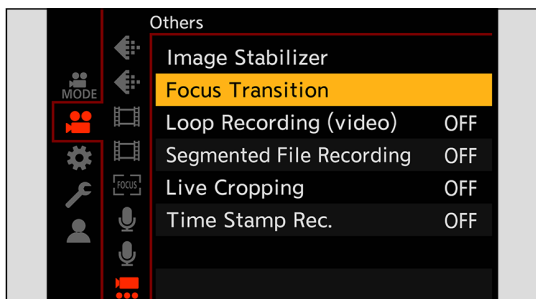 Others
MODE
FOCUS
Image Stabilizer
Focus Transition
Loop Recording (video) OFF
Segmented File Recording OFF
Live Cropping OFF
Time Stamp Rec. OFF